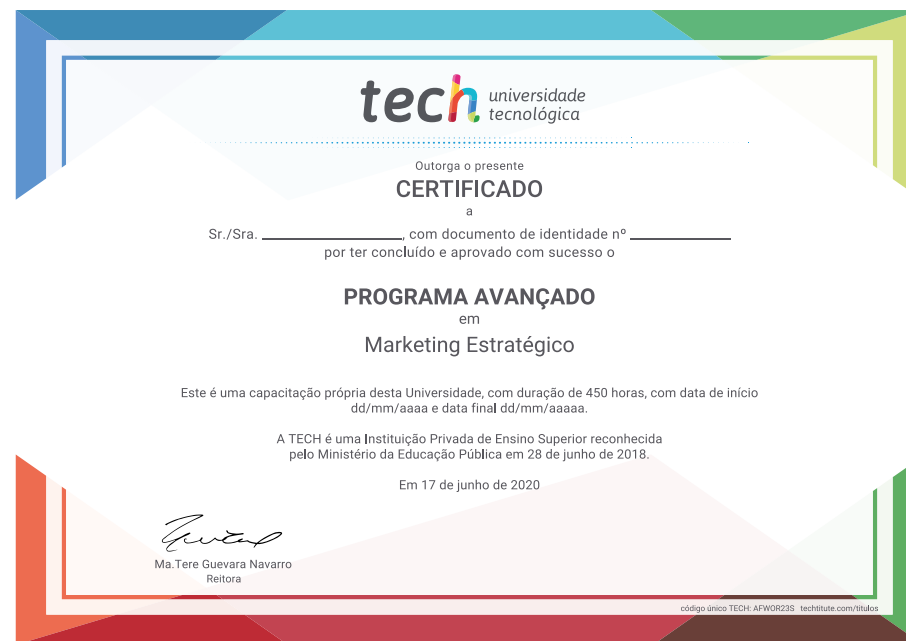 tech universidade
tecnológica
Outorga o presente
CERTIFICADO
a
Sr./Sra. ____________, com documento de identidade nº ____________
por ter concluído e aprovado com sucesso o
PROGRAMA AVANÇADO
em
Marketing Estratégico
Este é uma capacitação própria desta Universidade, com duração de 450 horas, com data de início
dd/mm/aaaa e data final dd/mm/aaaaa.
A TECH é uma Instituição Privada de Ensino Superior reconhecida
pelo Ministério da Educação Pública em 28 de junho de 2018.
Em 17 de junho de 2020
Ma.Tere Guevara Navarro
Reitora
código único TECH: AFWOR23S techtitute.com/titulos